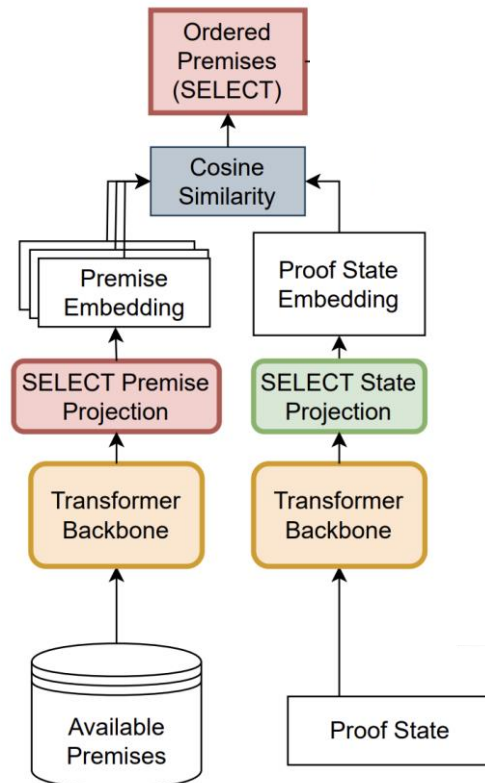 Ordered
Premises
(SELECT)
Cosine
Similarity
Premise
Embedding
Proof State
Embedding
SELECT Premise
Projection
SELECT State
Projection
Transformer
Backbone
Transformer
Backbone
Available
Premises
Proof State